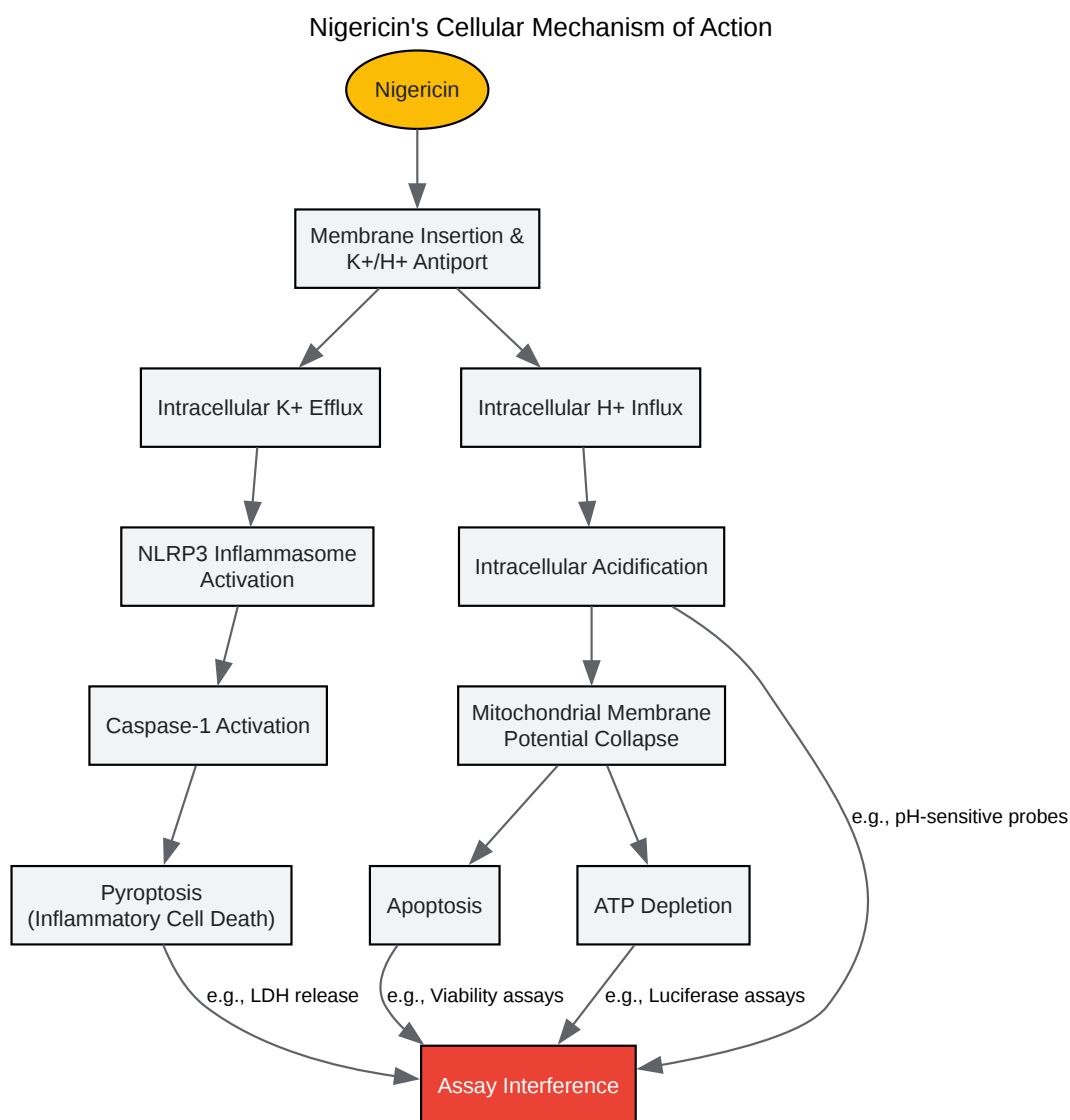 Nigericin's Cellular Mechanism of Action
Nigericin
Membrane Insertion &
K+/H+ Antiport
Intracellular K+ Efflux
Intracellular H+ Influx
NLRP3 Inflammasome
Activation
Intracellular Acidification
Caspase-1 Activation
Mitochondrial Membrane
Potential Collapse
e.g., pH-sensitive probes
Pyroptosis
(Inflammatory Cell Death)
Apoptosis
ATP Depletion
e.g., LDH release
e.g., Viability assays
e.g., Luciferase assays
Assay Interference